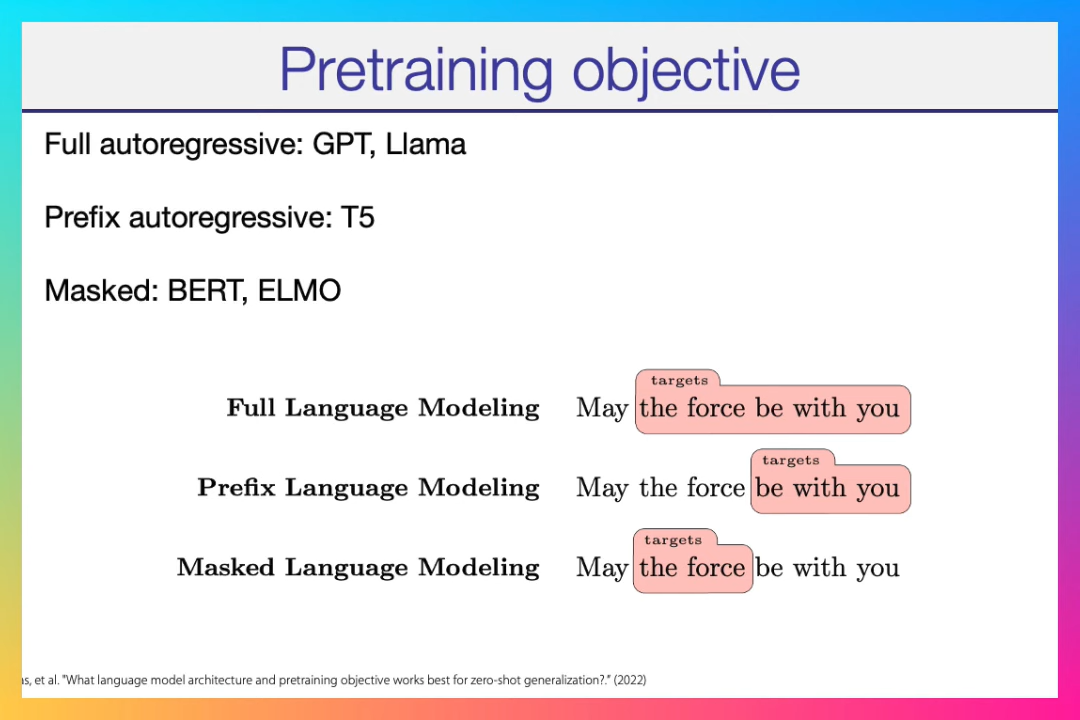 Pretraining objective
Full autoregressive: GPT, Llama
Prefix autoregressive: T5
Masked: BERT, ELMO
targets
Full Language Modeling May the force be with you
targets
Prefix Language Modeling May the force be with you
targets
Masked Language Modeling May the force be with you
et al. "What language model architecture and pretraining objective works best for zero-shot generalization?." (2022)